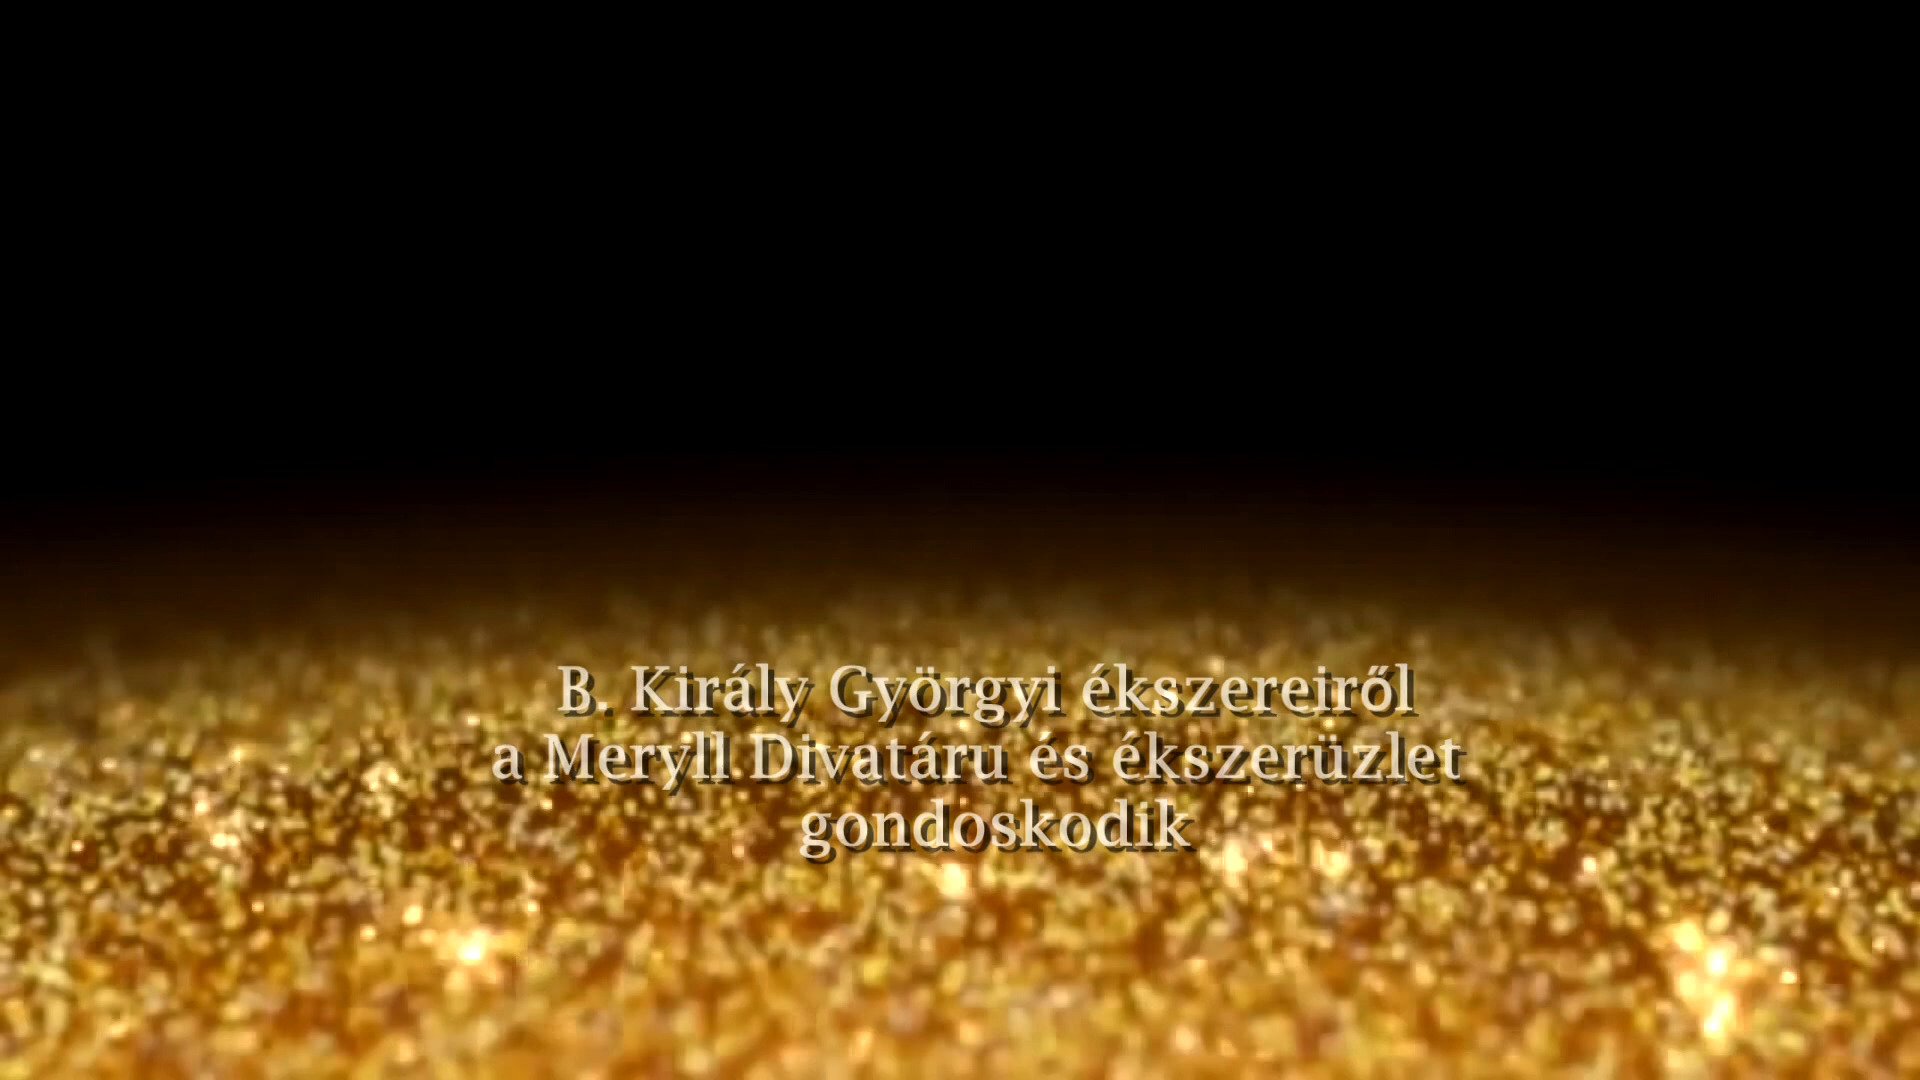 B. Király Györgyi ékszereiről
a Meryll Divatáru és ékszerüzlet
gondoskodik